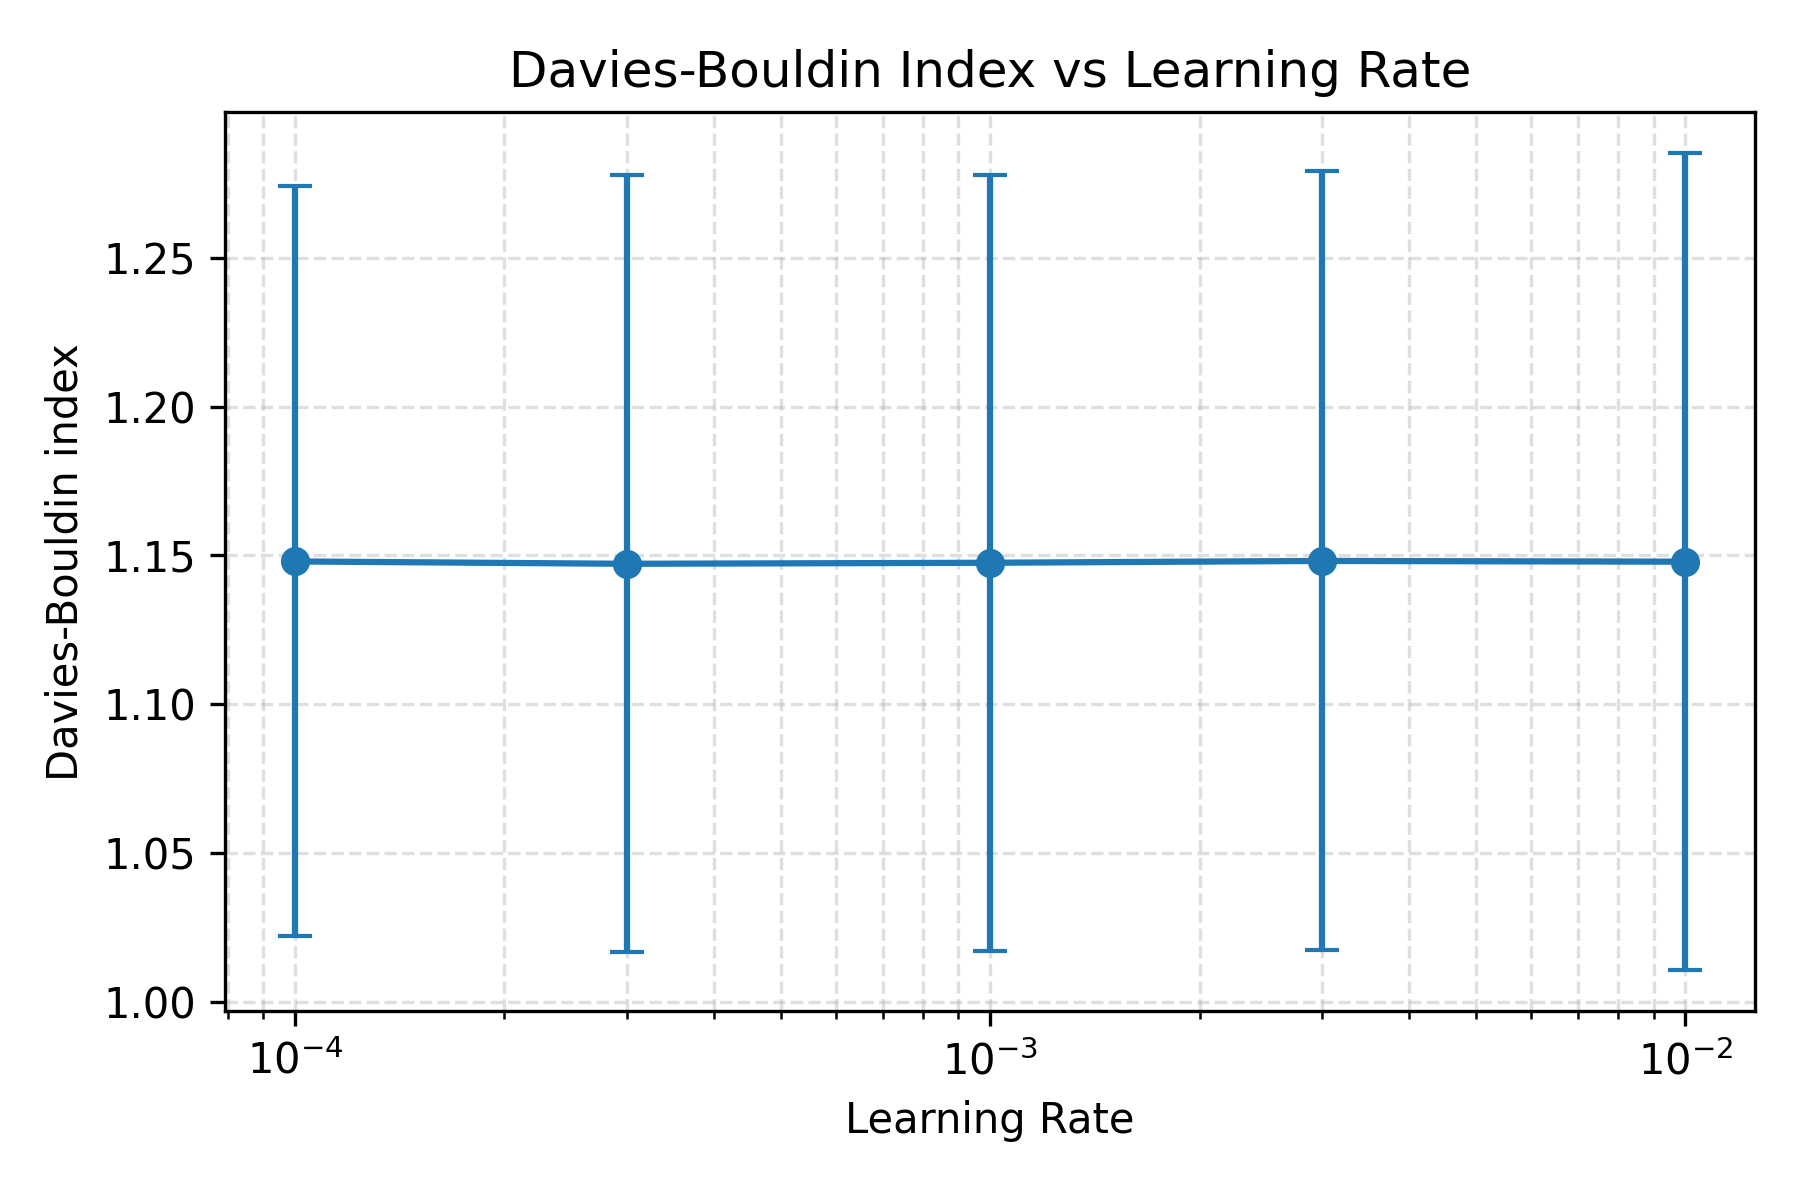 Davies-Bouldin Index vs Learning Rate
Davies-Bouldin index
1.25
1.20
1.15
1.10
1.05
1.00
10⁻⁴ 10⁻³ 10⁻²
Learning Rate